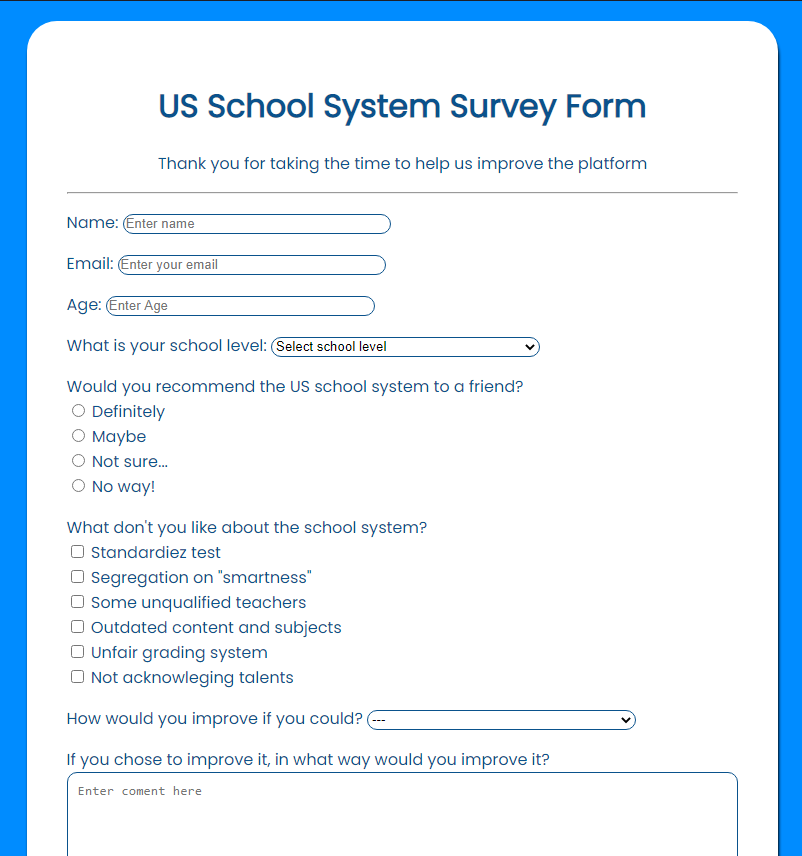 US School System Survey Form
Thank you for taking the time to help us improve the platform
Name: Enter name
Email: Enter your email
Age: Enter Age
What is your school level: Select school level
Would you recommend the US school system to a friend?
Definitely
Maybe
Not sure...
No way!
What don't you like about the school system?
Standardiez test
Segregation on "smartness"
Some unqualified teachers
Outdated content and subjects
Unfair grading system
Not acknowleging talents
How would you improve if you could? ---
If you chose to improve it, in what way would you improve it?
Enter coment here